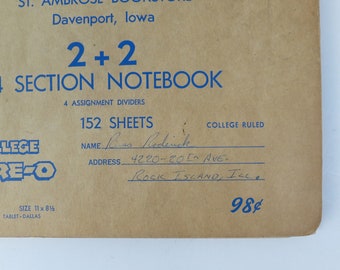 ST. AMBROSE BOOKSTORE
Davenport, Iowa
2 + 2
4 SECTION NOTEBOOK
4 ASSIGNMENT DIVIDERS
152 SHEETS COLLEGE RULED
NAME Roderick
ADDRESS 4220-20th AVE.
ROCK ISLAND, ILL.
SIZE 11 x 8½
TABLET-DALLAS
98¢